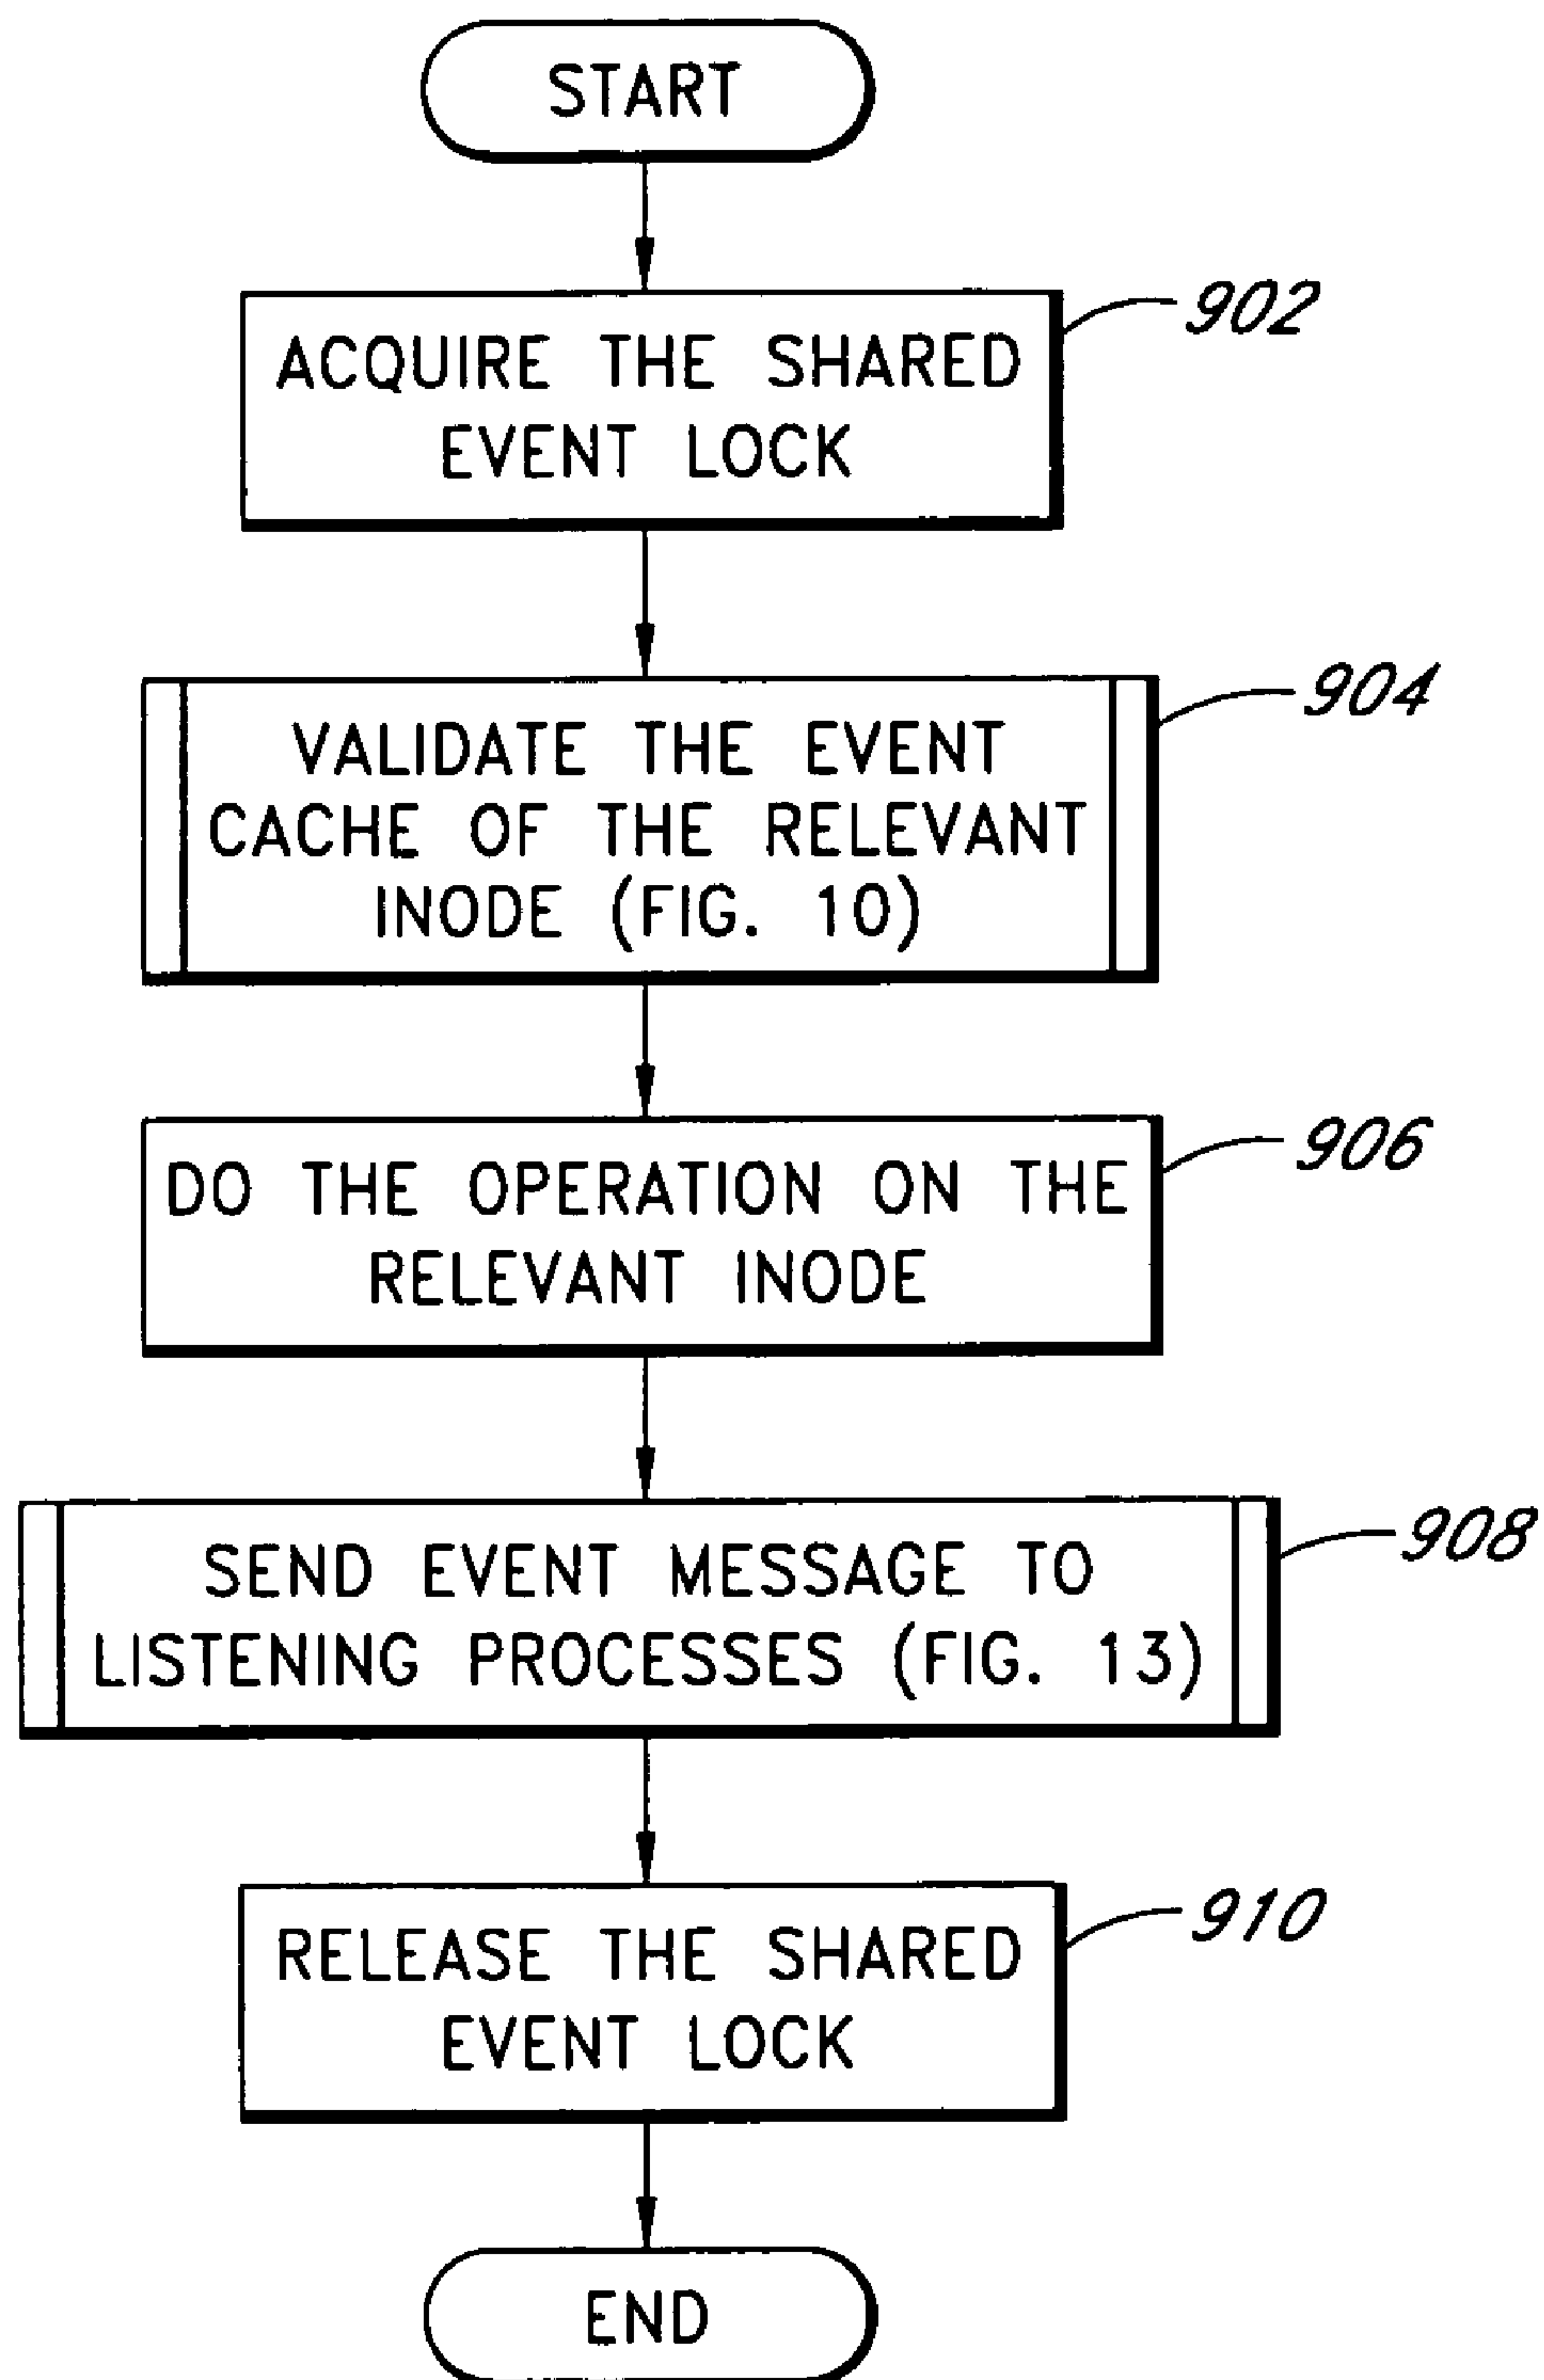 START
902
ACQUIRE THE SHARED
EVENT LOCK
904
VALIDATE THE EVENT
CACHE OF THE RELEVANT
INODE (FIG. 10)
906
DO THE OPERATION ON THE
RELEVANT INODE
908
SEND EVENT MESSAGE TO
LISTENING PROCESSES (FIG. 13)
910
RELEASE THE SHARED
EVENT LOCK
END